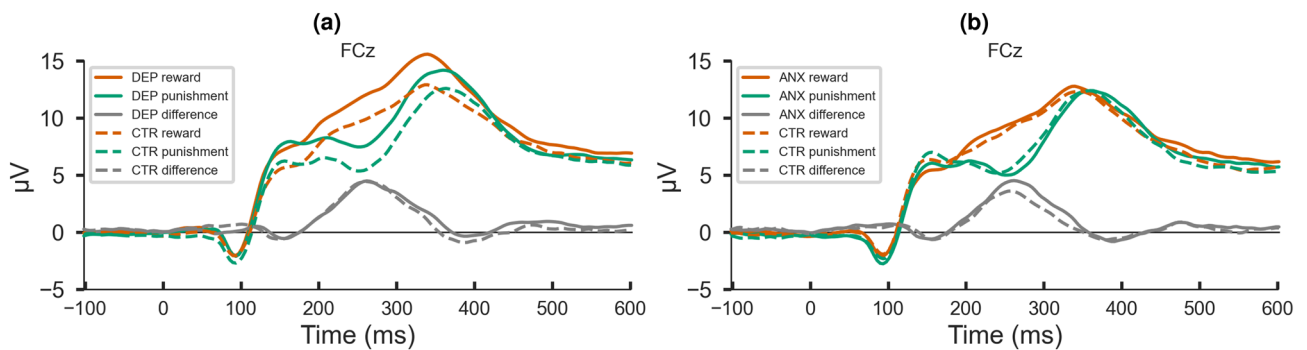 (a)
FCz
DEP reward
DEP punishment
DEP difference
CTR reward
CTR punishment
CTR difference
15
10
5
0
−5
µV
−100 0 100 200 300 400 500 600
Time (ms)
(b)
FCz
ANX reward
ANX punishment
ANX difference
CTR reward
CTR punishment
CTR difference
15
10
5
0
−5
µV
−100 0 100 200 300 400 500 600
Time (ms)